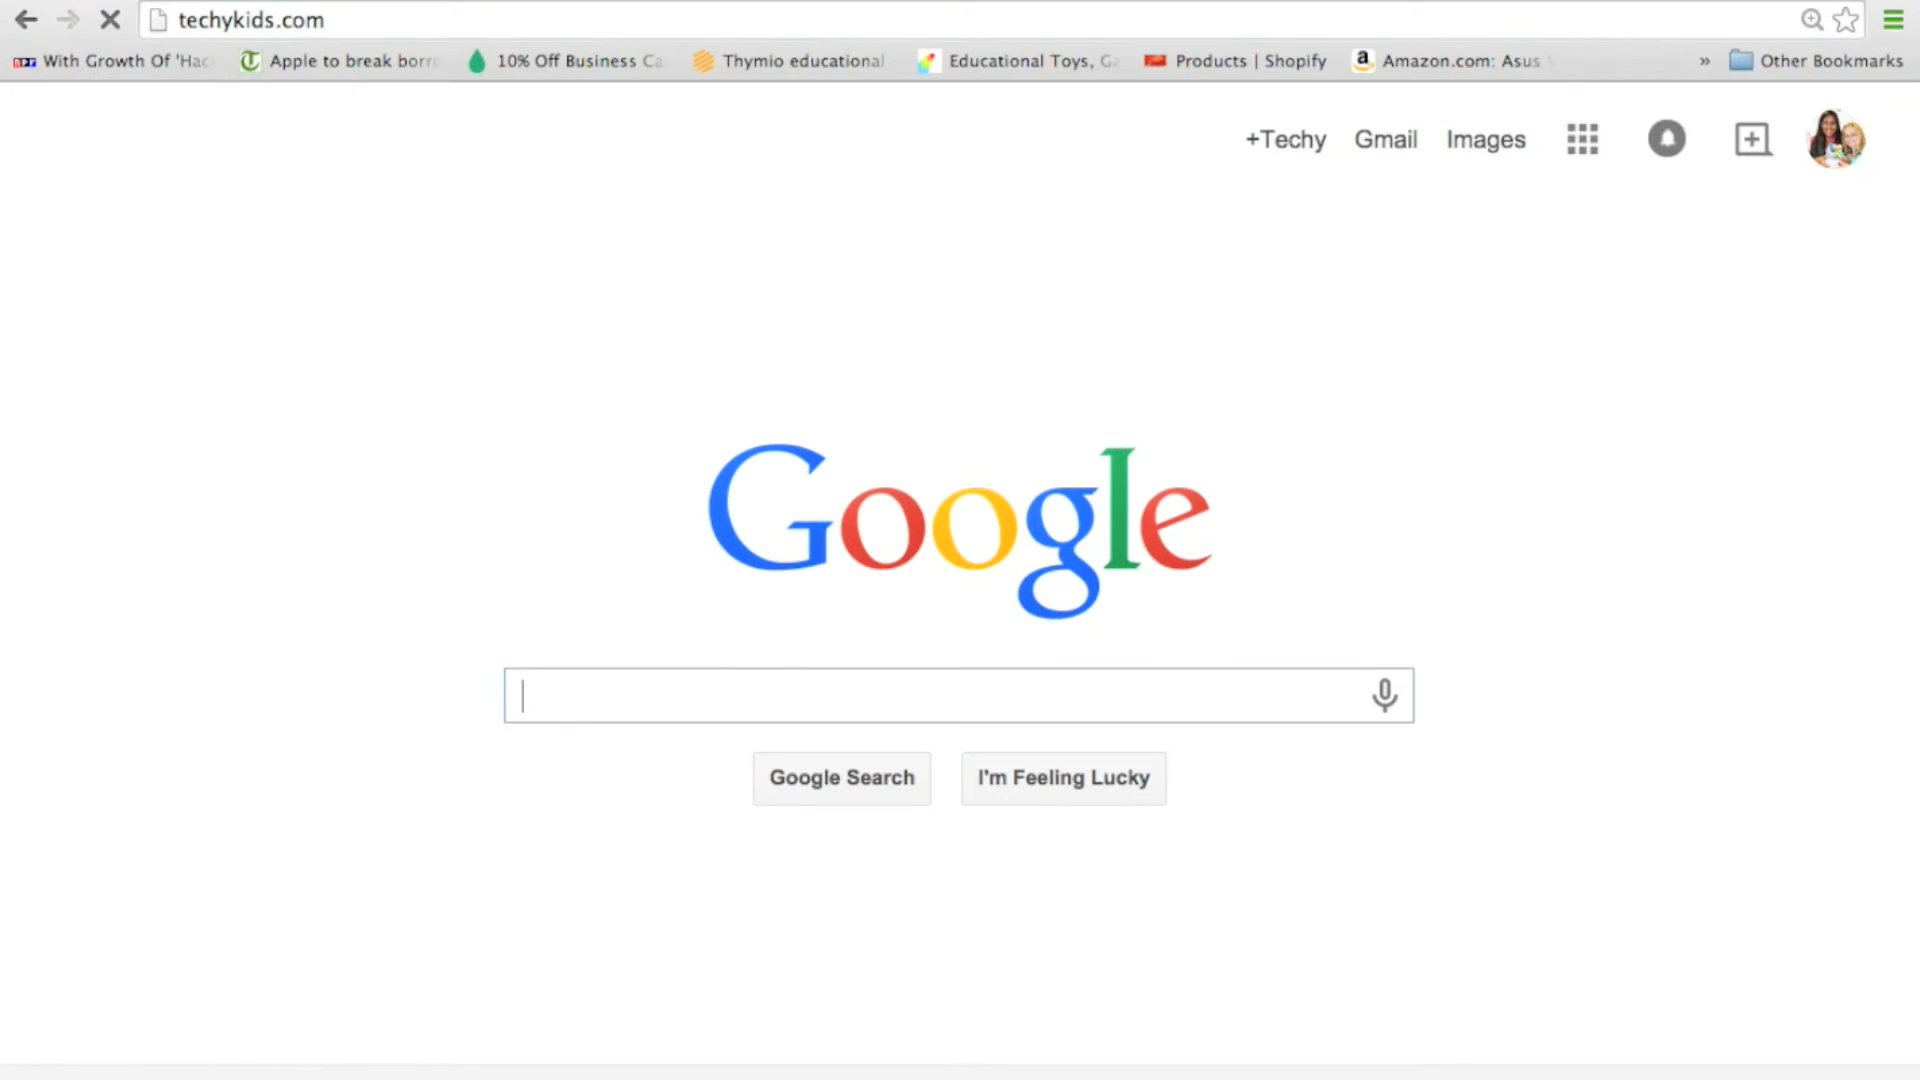 techykids.com
With Growth Of 'Hac
Apple to break borr
10% Off Business Ca
Thymio educational
Educational Toys, Ga
Products | Shopify
Amazon.com: Asus
»
Other Bookmarks
+Techy
Gmail
Images
Google
Google Search
I'm Feeling Lucky